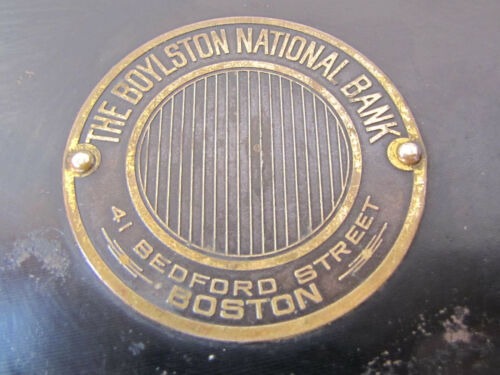 THE BOYLSTON NATIONAL BANK
41 BEDFORD STREET
BOSTON